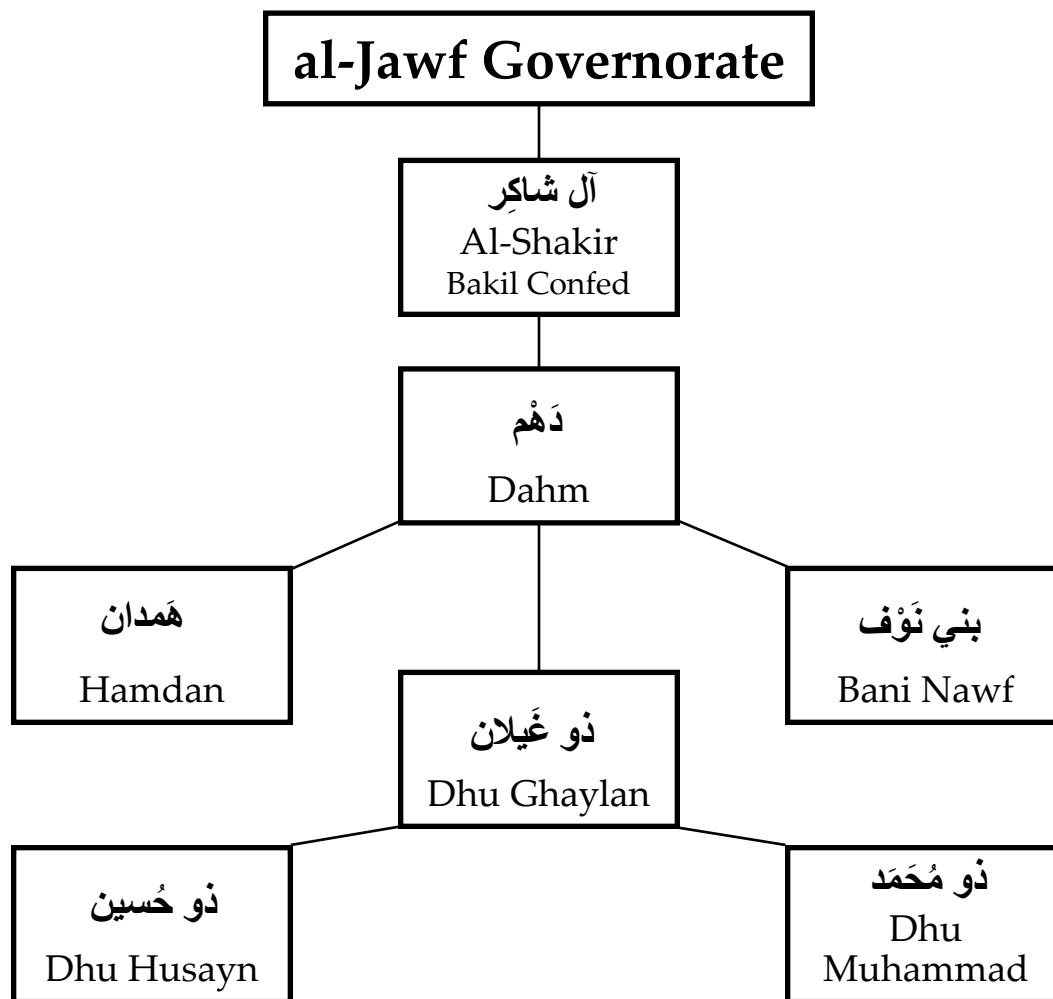 al-Jawf Governorate
آل شاكِر
Al-Shakir
Bakil Confed
دَهْم
Dahm
هَمدان
Hamdan
بني نَوْف
Bani Nawf
ذو غَيلان
Dhu Ghaylan
ذو حُسين
Dhu Husayn
ذو مُحَمَد
Dhu
Muhammad